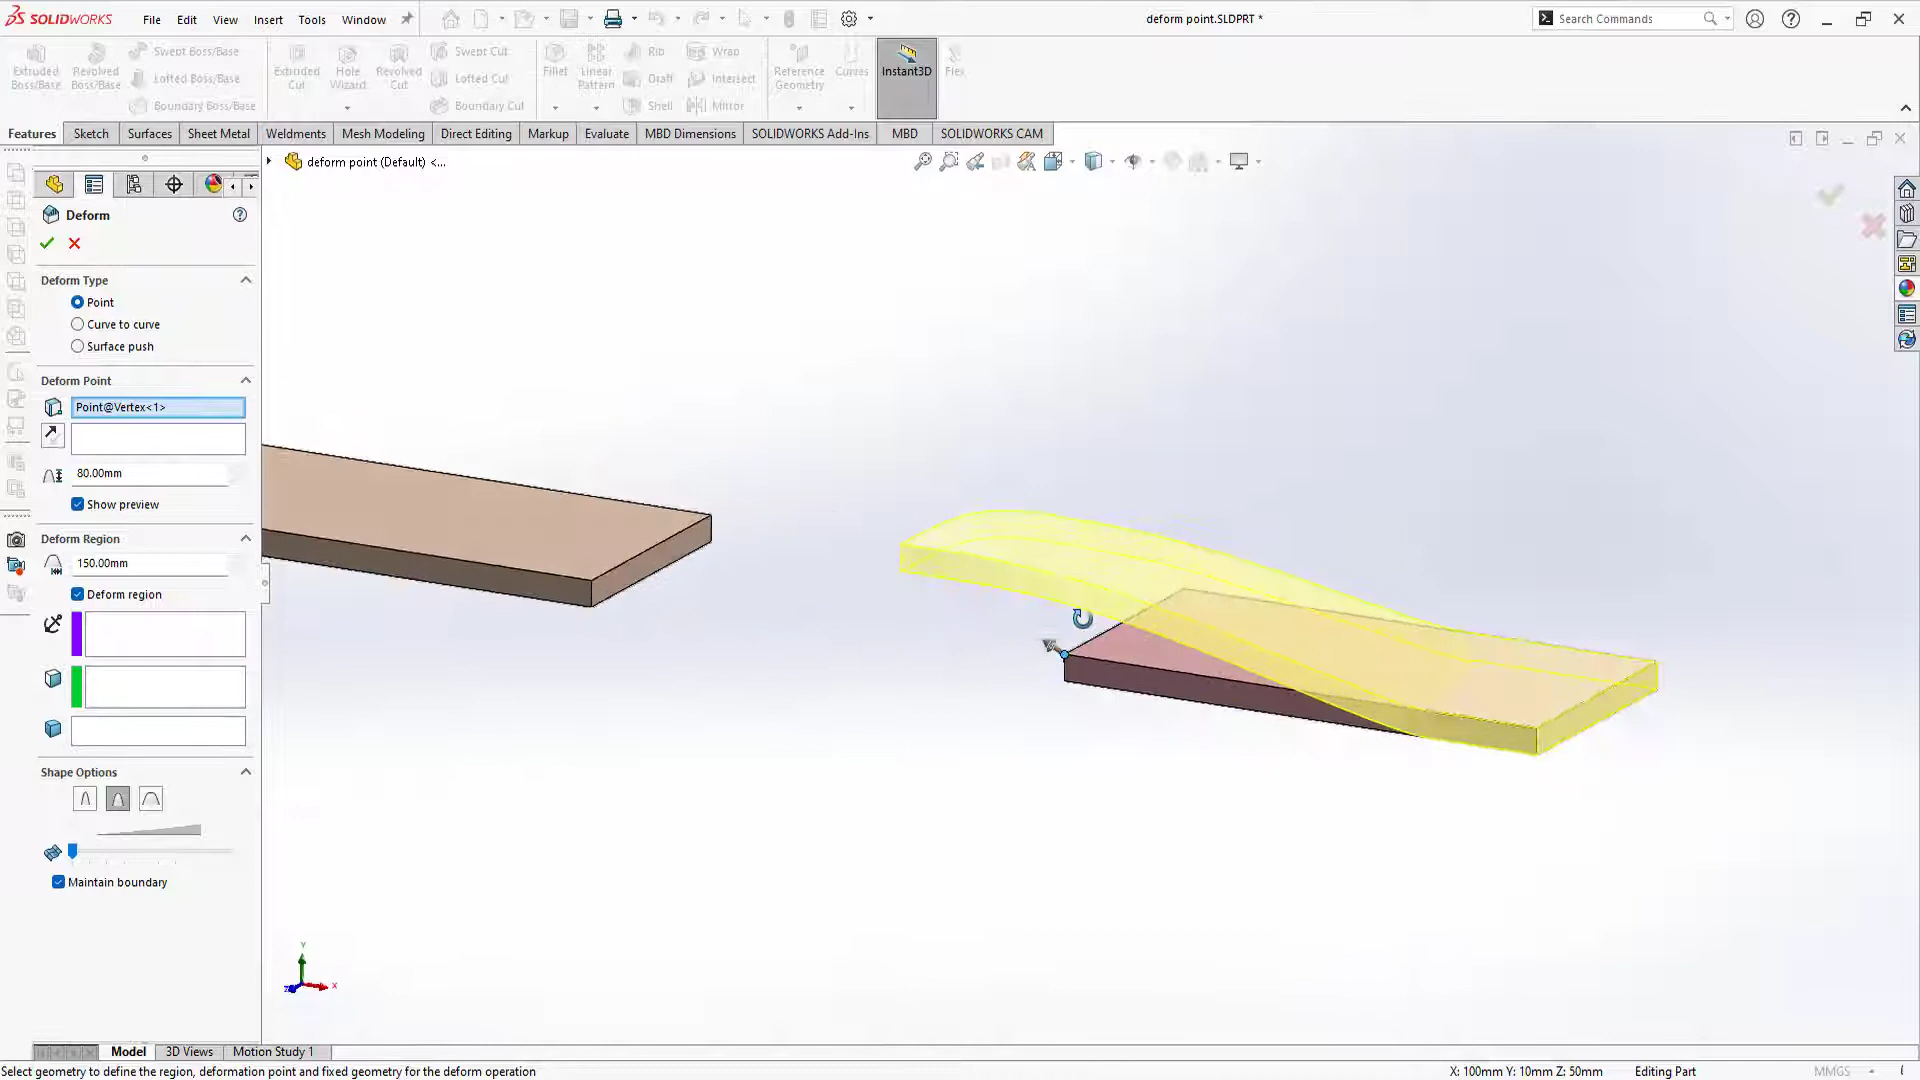 SOLIDWORKS File Edit View Insert Tools Window deform point.SLDPRT * Search Commands
Extruded Boss/Base
Revolved Boss/Base
Swept Boss/Base
Lofted Boss/Base
Boundary Boss/Base
Extruded Cut
Hole Wizard
Revolved Cut
Swept Cut
Lofted Cut
Boundary Cut
Fillet
Linear Pattern
Rib
Draft
Shell
Wrap
Intersect
Mirror
Reference Geometry
Curves
Instant3D
Flex
Features Sketch Surfaces Sheet Metal Weldments Mesh Modeling Direct Editing Markup Evaluate MBD Dimensions SOLIDWORKS Add-Ins MBD SOLIDWORKS CAM
deform point (Default) <...
Deform
Deform Type
Point
Curve to curve
Surface push
Deform Point
Point@Vertex<1>
80.00mm
Show preview
Deform Region
150.00mm
Deform region
Shape Options
Maintain boundary
Y
X
Z
Model 3D Views Motion Study 1
Select geometry to define the region, deformation point and fixed geometry for the deform operation X: 100mm Y: 10mm Z: 50mm Editing Part MMGS